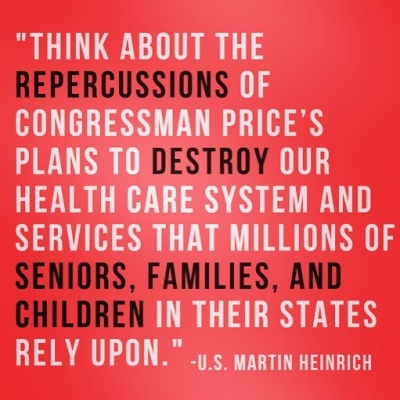 "THINK ABOUT THE
REPERCUSSIONS OF
CONGRESSMAN PRICE'S
PLANS TO DESTROY OUR
HEALTH CARE SYSTEM AND
SERVICES THAT MILLIONS OF
SENIORS, FAMILIES, AND
CHILDREN IN THEIR STATES
RELY UPON." -U.S. MARTIN HEINRICH